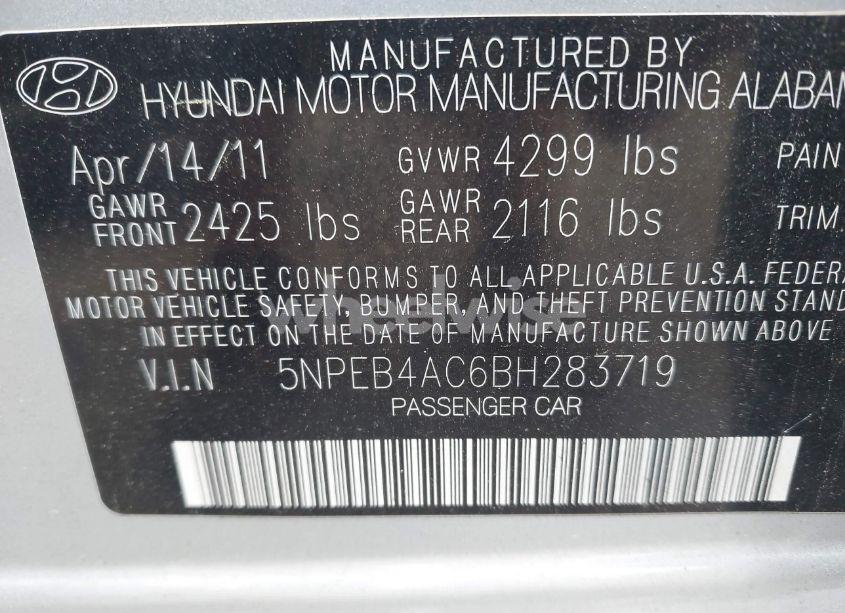 MANUFACTURED BY
HYUNDAI MOTOR MANUFACTURING ALABAM
Apr/14/11 GVWR 4299 lbs PAIN
GAWR FRONT 2425 lbs GAWR REAR 2116 lbs TRIM.
THIS VEHICLE CONFORMS TO ALL APPLICABLE U.S.A. FEDERA
MOTOR VEHICLE SAFETY, BUMPER, AND THEFT PREVENTION STAND
IN EFFECT ON THE DATE OF MANUFACTURE SHOWN ABOVE.
V.I.N 5NPEB4AC6BH283719
PASSENGER CAR
wheelwise